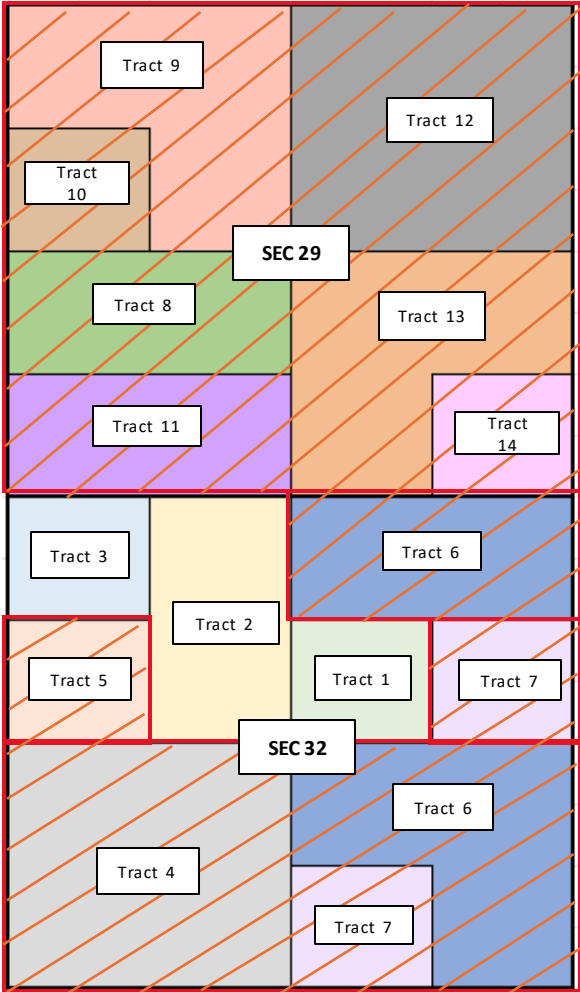 Tract 9
Tract 12
Tract
10
SEC 29
Tract 8
Tract 13
Tract 11
Tract
14
Tract 3
Tract 6
Tract 2
Tract 5
Tract 1
Tract 7
SEC 32
Tract 6
Tract 4
Tract 7